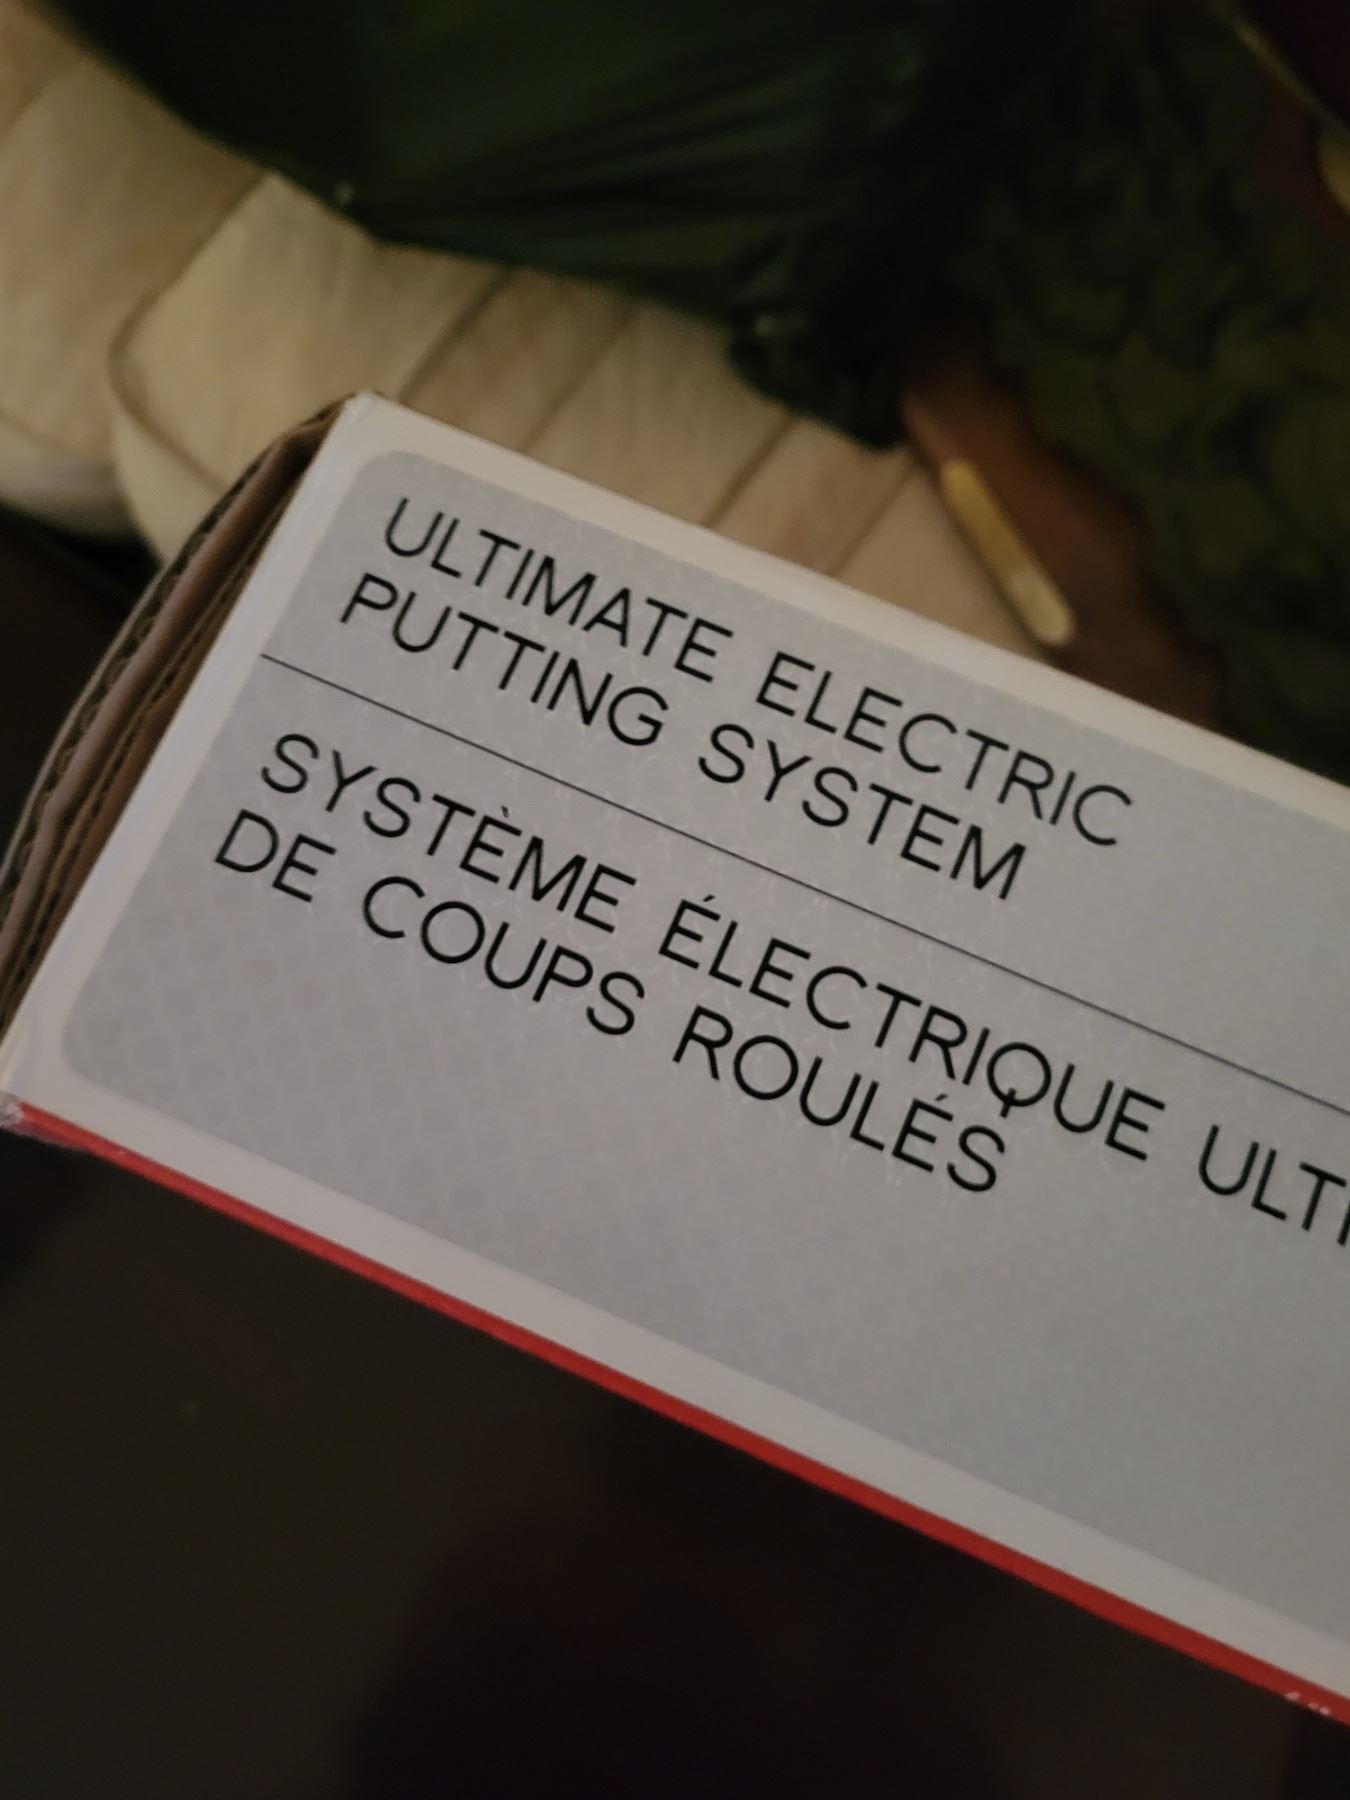 ULTIMATE ELECTRIC
PUTTING SYSTEM
SYSTÈME ÉLECTRIQUE
DE COUPS ROULÉS